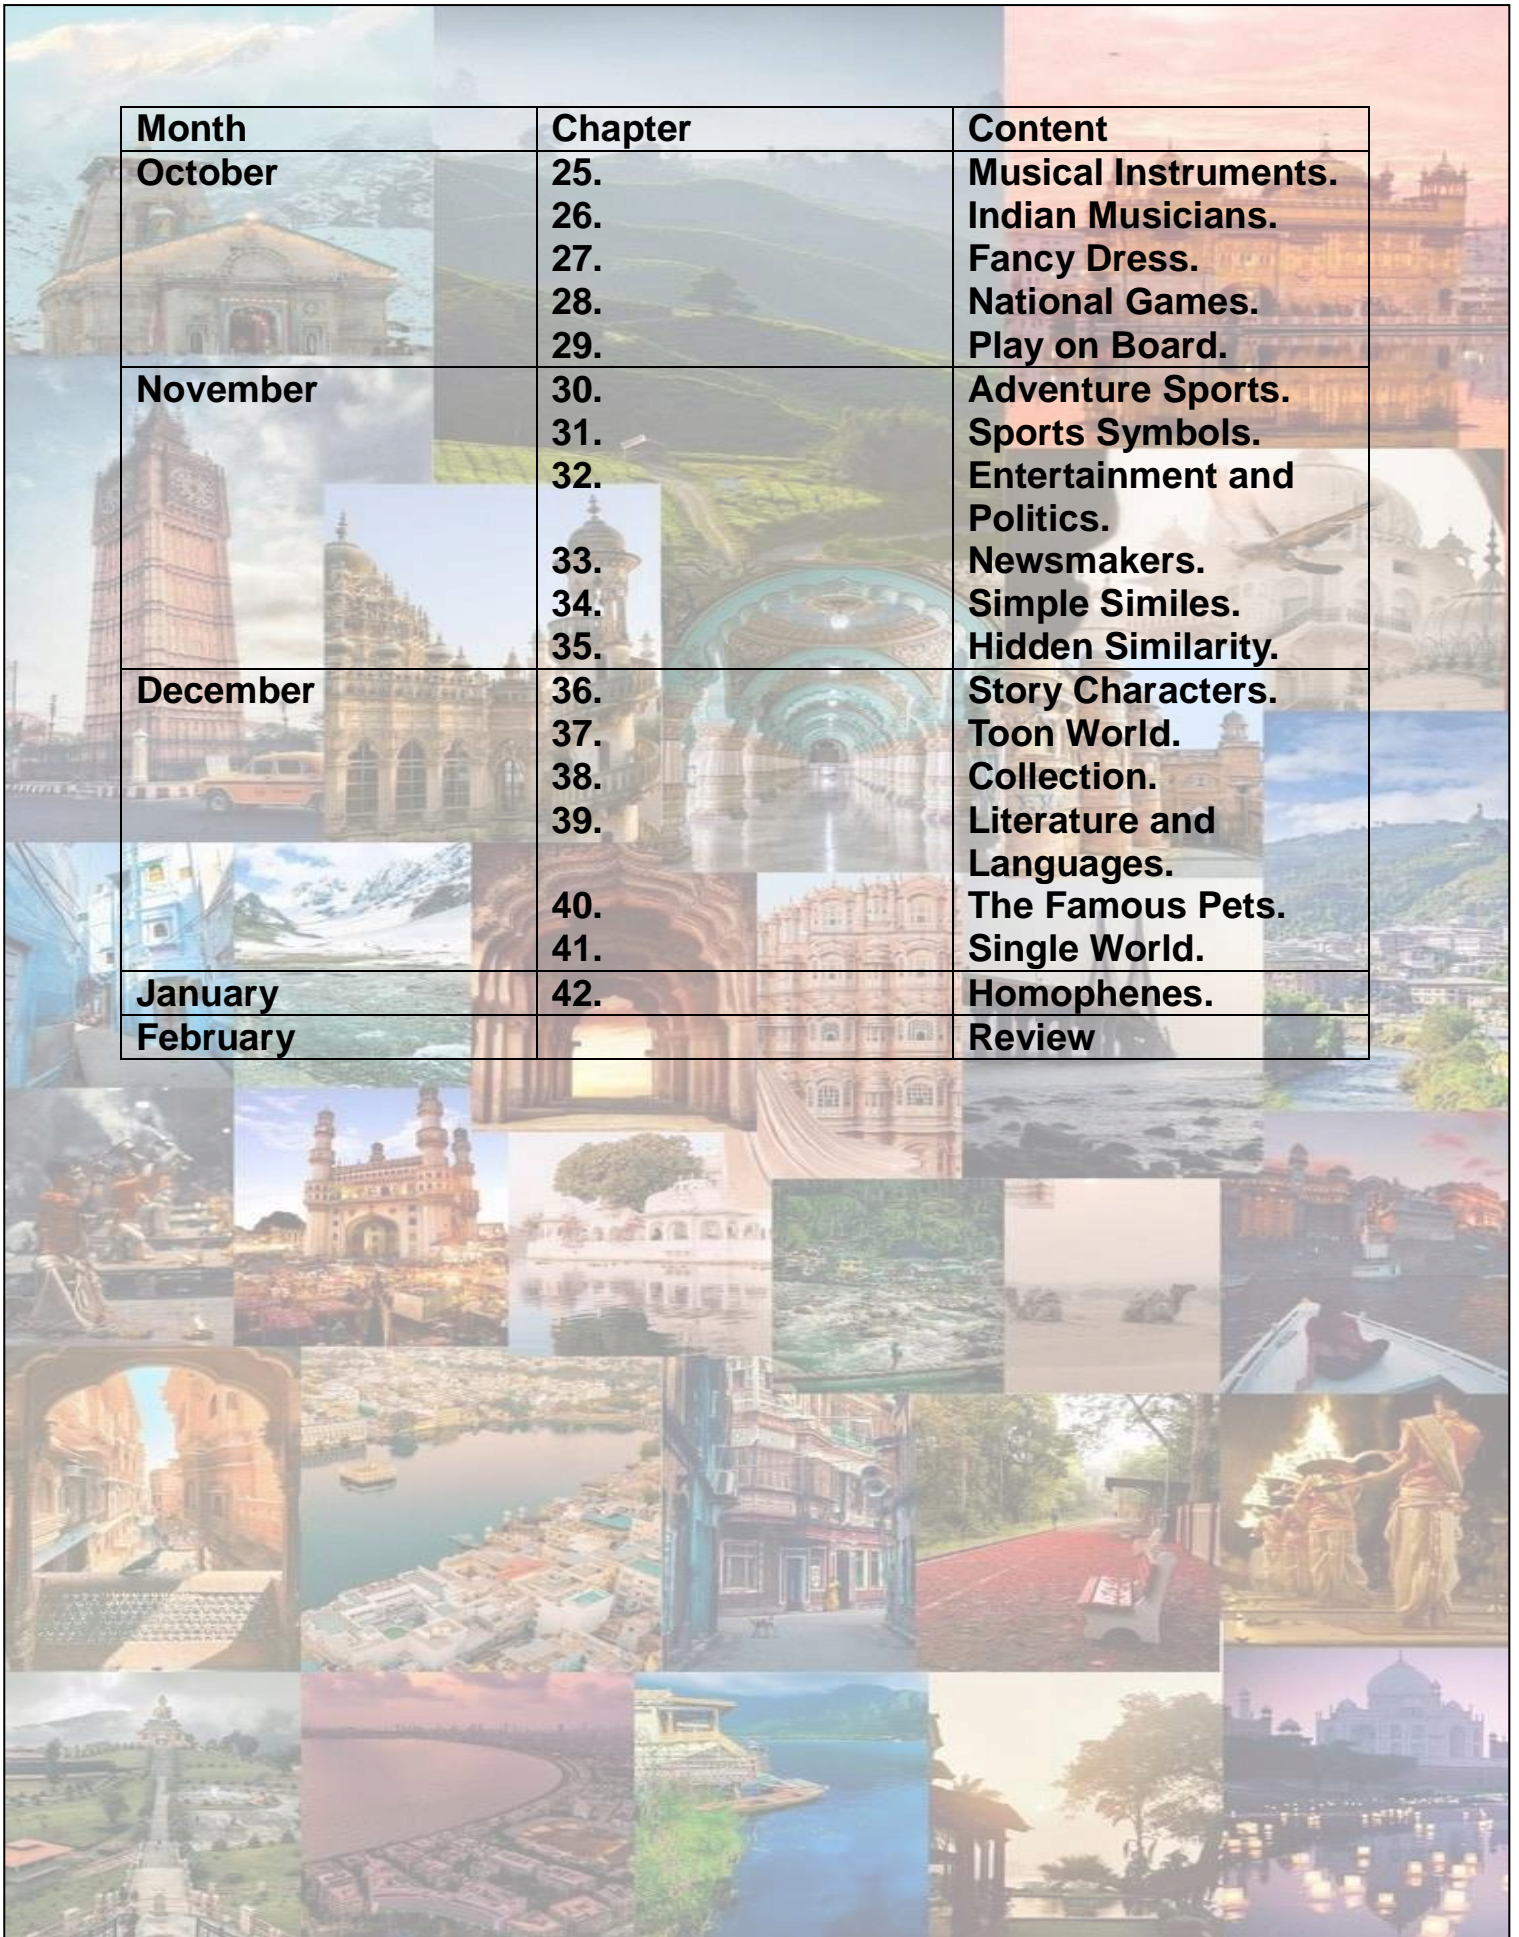 Month Chapter Content
October 25. Musical Instruments.
26. Indian Musicians.
27. Fancy Dress.
28. National Games.
29. Play on Board.
November 30. Adventure Sports.
31. Sports Symbols.
32. Entertainment and
Politics.
33. Newsmakers.
34. Simple Similes.
35. Hidden Similarity.
December 36. Story Characters.
37. Toon World.
38. Collection.
39. Literature and
Languages.
40. The Famous Pets.
41. Single World.
January 42. Homophenes.
February Review